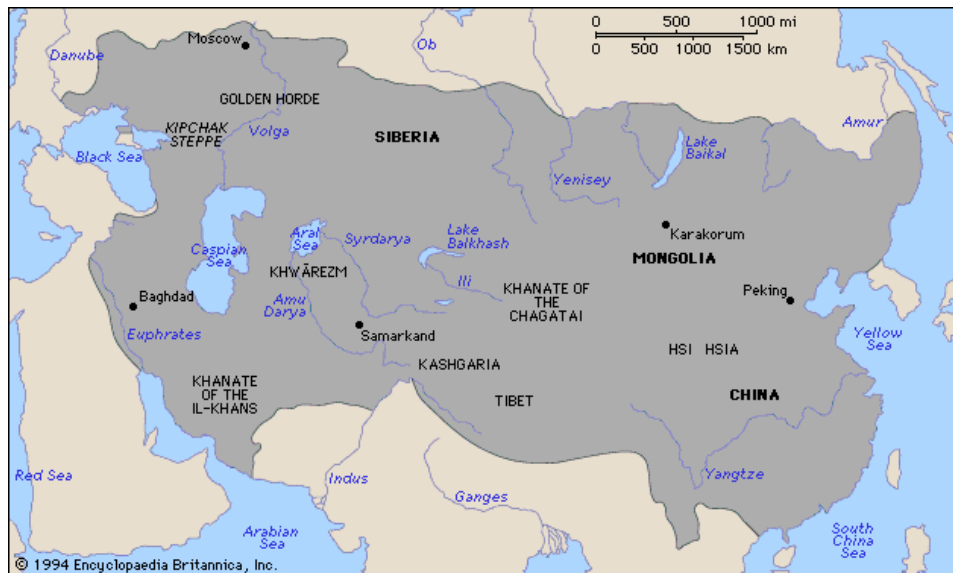 0 500 1000 mi
0 500 1000 1500 km
Moscow
Ob
Danube
GOLDEN HORDE
KIPCHAK
STEPPE
Volga
SIBERIA
Amur
Black Sea
Lake
Baikal
Yenisey
Aral
Sea
Syrdarya
Lake
Balkhash
Karakorum
Caspian
Sea
MONGOLIA
KHWĀREZM
Ili
KHANATE OF
THE
CHAGATAI
Peking
Baghdad
Amu
Darya
Euphrates
Samarkand
Yellow
Sea
HSI HSIA
KASHGARIA
KHANATE
OF THE
IL-KHANS
TIBET
CHINA
Red Sea
Indus
Yangtze
Ganges
Arabian
Sea
South
China
Sea
© 1994 Encyclopaedia Britannica, Inc.